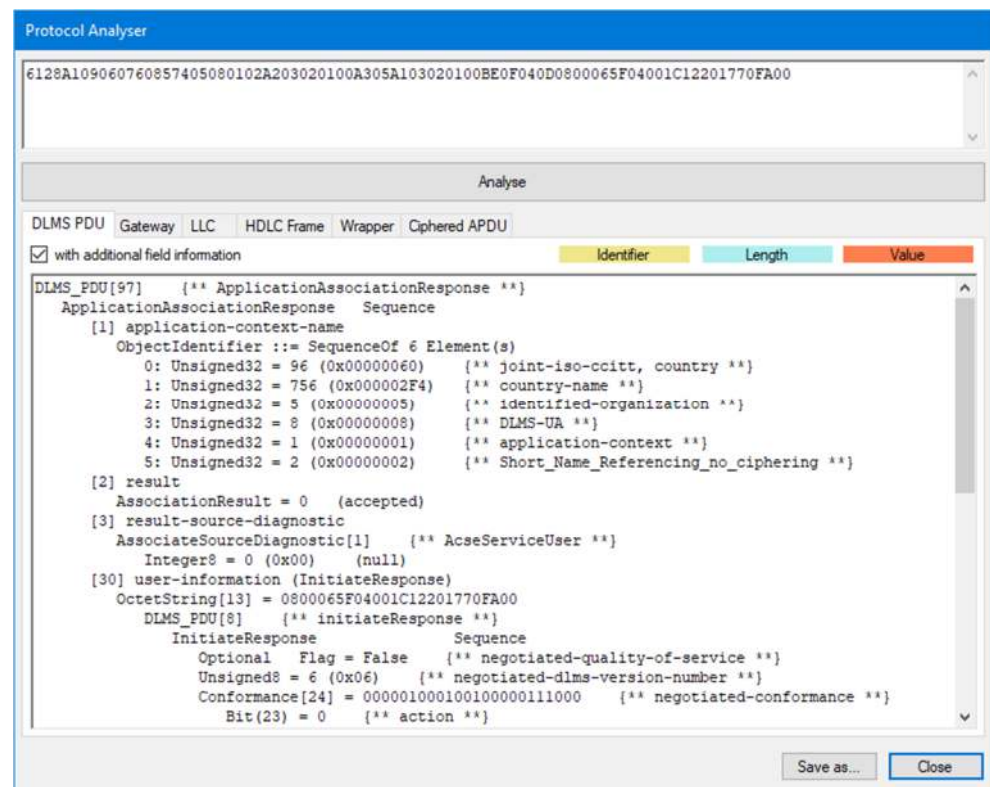 Protocol Analyser
6128A109060760857405080102A203020100A305A103020100BE0F040D0800065F04001C12201770FA00
Analyse
DLMS PDU Gateway LLC HDLC Frame Wrapper Ciphered APDU
with additional field information Identifier Length Value
DLMS_PDU[97] {** ApplicationAssociationResponse **}
ApplicationAssociationResponse Sequence
[1] application-context-name
ObjectIdentifier ::= SequenceOf 6 Element(s)
0: Unsigned32 = 96 (0x00000060) {** joint-iso-ccitt, country **}
1: Unsigned32 = 756 (0x000002F4) {** country-name **}
2: Unsigned32 = 5 (0x00000005) {** identified-organization **}
3: Unsigned32 = 8 (0x00000008) {** DLMS-UA **}
4: Unsigned32 = 1 (0x00000001) {** application-context **}
5: Unsigned32 = 2 (0x00000002) {** Short_Name_Referencing_no_ciphering **}
[2] result
AssociationResult = 0 (accepted)
[3] result-source-diagnostic
AssociateSourceDiagnostic[1] {** AcseServiceUser **}
Integer8 = 0 (0x00) (null)
[30] user-information (InitiateResponse)
OctetString[13] = 0800065F04001C12201770FA00
DLMS_PDU[8] {** initiateResponse **}
InitiateResponse Sequence
Optional Flag = False {** negotiated-quality-of-service **}
Unsigned8 = 6 (0x06) {** negotiated-dlms-version-number **}
Conformance[24] = 000001000100100000111000 {** negotiated-conformance **}
Bit(23) = 0 {** action **}
Save as... Close